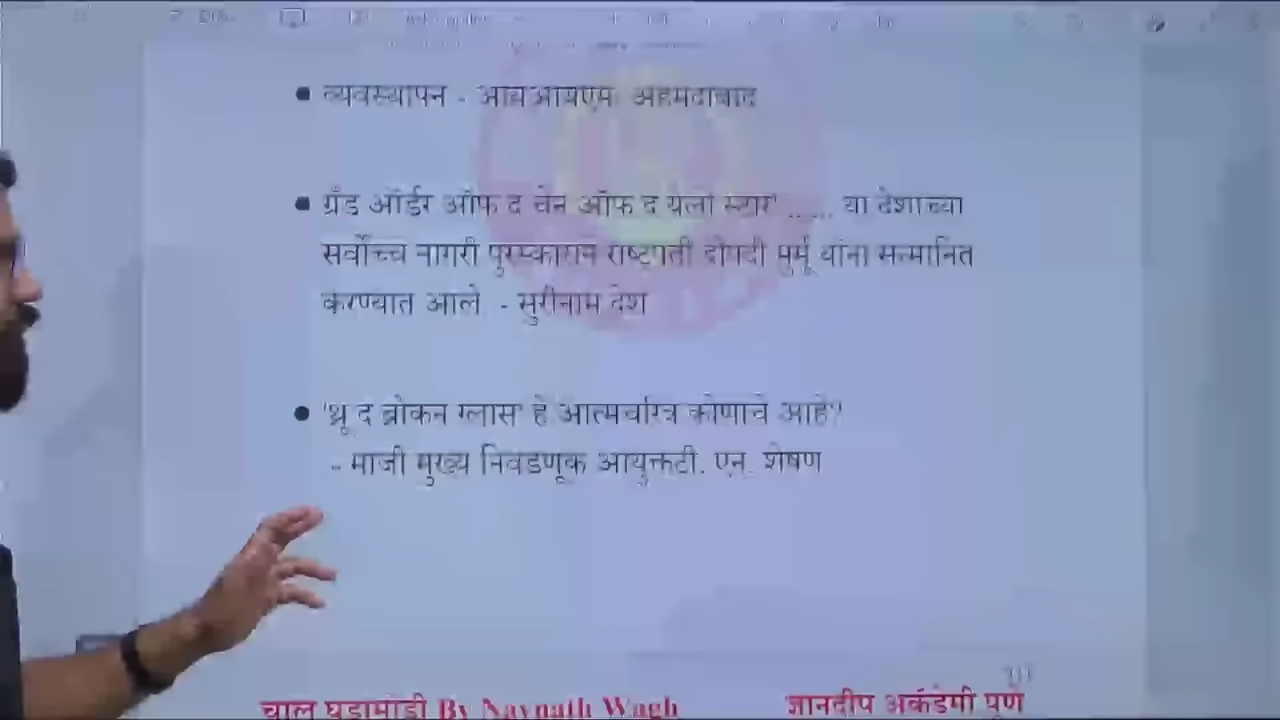 व्यवस्थापन - आयआयएम अहमदाबाद
ग्रँड ऑर्डर ऑफ द चेन ऑफ द येलो स्टार' ...... या देशाच्या
सर्वोच्च नागरी पुरस्काराने राष्ट्रपती द्रौपदी मुर्मू यांना सन्मानित
करण्यात आले. - सुरीनाम देश
'थ्रू द ब्रोकन ग्लास' हे आत्मचरित्र कोणाचे आहे?
- माजी मुख्य निवडणूक आयुक्त टी. एन. शेषण
चालू घडामोडी By Navnath Wagh
ज्ञानदीप अकॅडमी पुणे